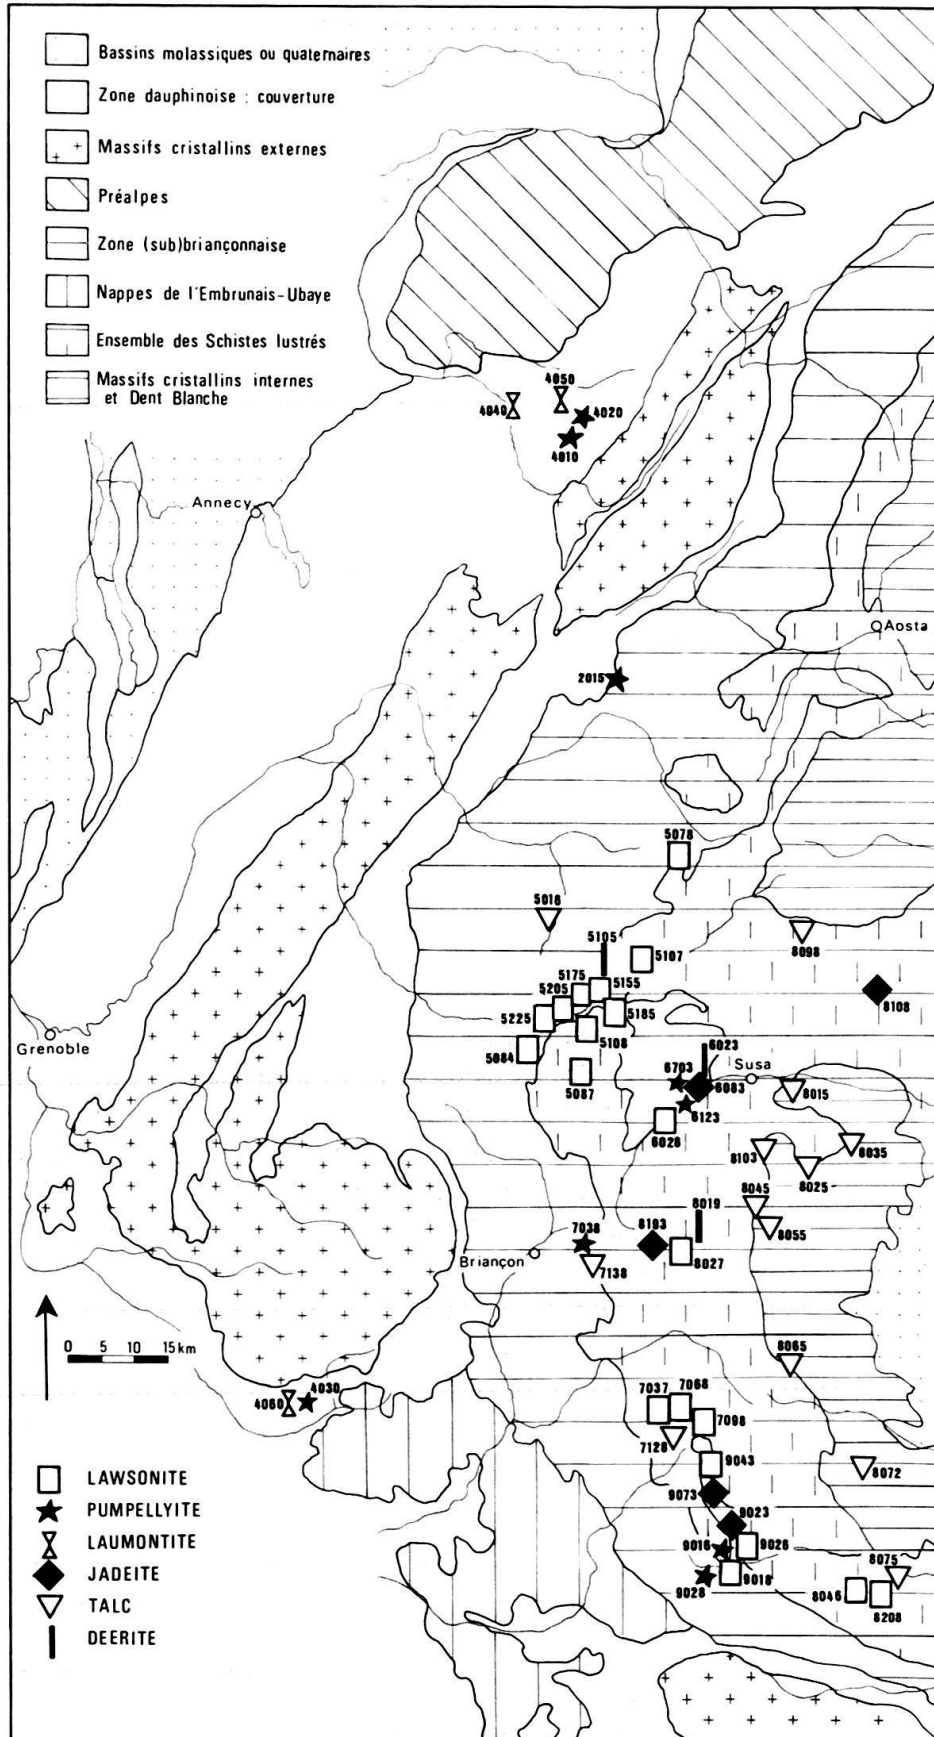 Bassins molassiques ou quaternaires
Zone dauphinoise : couverture
Massifs cristallins externes
Préalpes
Zone (sub)briançonnaise
Nappes de l'Embrunais-Ubaye
Ensemble des Schistes lustrés
Massifs cristallins internes
et Dent Blanche
4050
4040
4020
4010
Annecy
Aosta
2015
5078
5016
8098
5105
5107
5175
5155
5205
8108
5225
5185
5108
Grenoble
5084
6023
6703
Susa
5087
6083
8015
6123
6028
8103
8035
8025
8045
8019
8055
7038
8193
Briançon
8027
7138
0 5 10 15km
8065
4060
4030
7037
7068
7098
7128
9043
8072
9073
9023
9016
9026
8075
9028
9018
8046
8208
LAWSONITE
PUMPELLYITE
LAUMONTITE
JADEITE
TALC
DEERITE